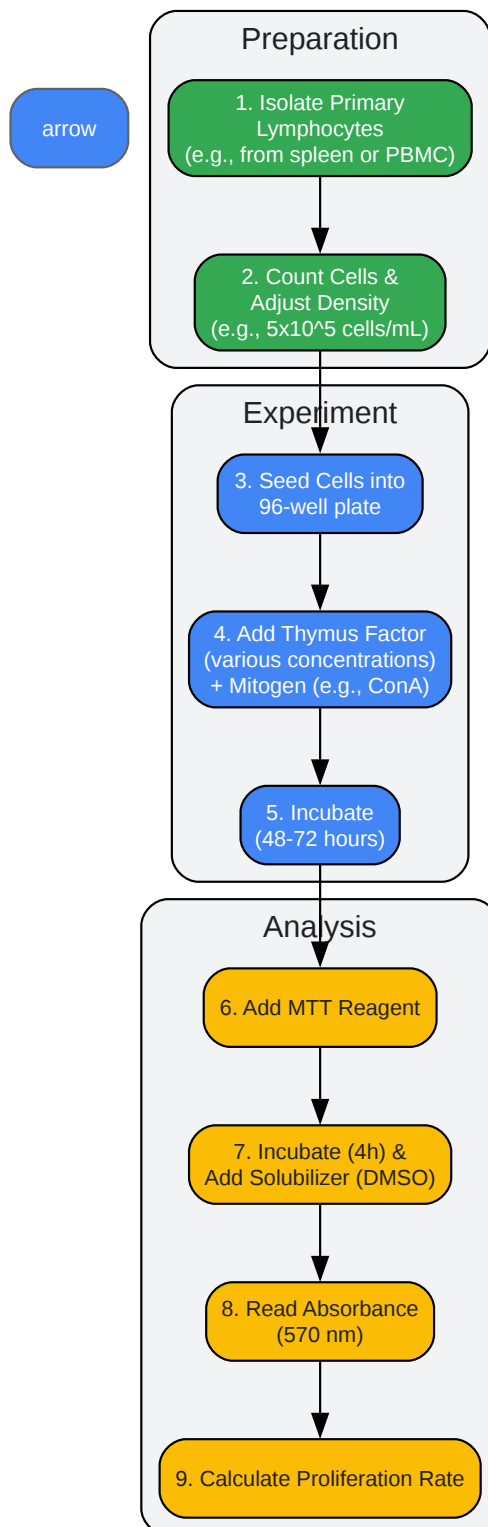 Preparation
arrow
1. Isolate Primary
Lymphocytes
(e.g., from spleen or PBMC)
2. Count Cells &
Adjust Density
(e.g., 5x10^5 cells/mL)
Experiment
3. Seed Cells into
96-well plate
4. Add Thymus Factor
(various concentrations)
+ Mitogen (e.g., ConA)
5. Incubate
(48-72 hours)
Analysis
6. Add MTT Reagent
7. Incubate (4h) &
Add Solubilizer (DMSO)
8. Read Absorbance
(570 nm)
9. Calculate Proliferation Rate